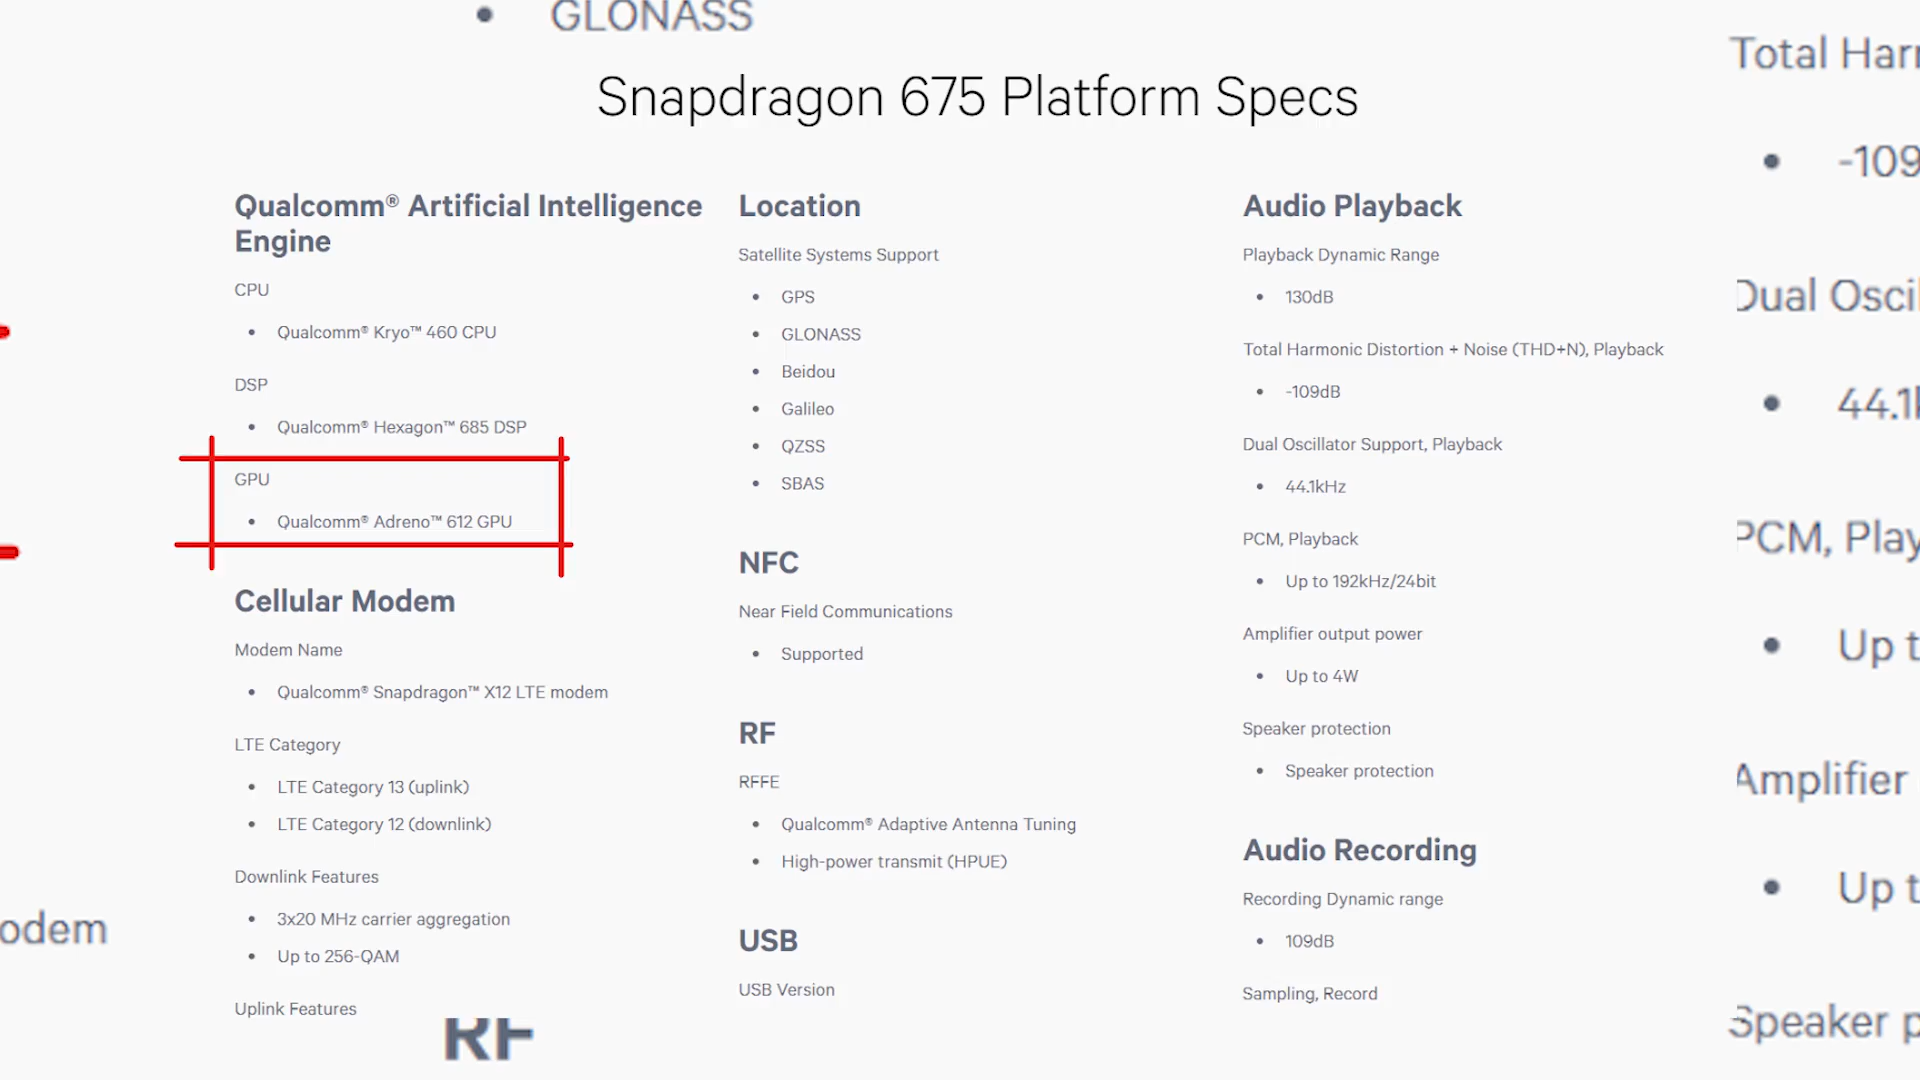 GLONASS
Snapdragon 675 Platform Specs
Qualcomm® Artificial Intelligence
Engine
CPU
• Qualcomm® Kryo™ 460 CPU
DSP
• Qualcomm® Hexagon™ 685 DSP
GPU
• Qualcomm® Adreno™ 612 GPU
Cellular Modem
Modem Name
• Qualcomm® Snapdragon™ X12 LTE modem
LTE Category
• LTE Category 13 (uplink)
• LTE Category 12 (downlink)
Downlink Features
• 3x20 MHz carrier aggregation
• Up to 256-QAM
Uplink Features
Location
Satellite Systems Support
• GPS
• GLONASS
• Beidou
• Galileo
• QZSS
• SBAS
NFC
Near Field Communications
• Supported
RF
RFFE
• Qualcomm® Adaptive Antenna Tuning
• High-power transmit (HPUE)
USB
USB Version
Audio Playback
Playback Dynamic Range
• 130dB
Total Harmonic Distortion + Noise (THD+N), Playback
• -109dB
Dual Oscillator Support, Playback
• 44.1kHz
PCM, Playback
• Up to 192kHz/24bit
Amplifier output power
• Up to 4W
Speaker protection
• Speaker protection
Audio Recording
Recording Dynamic range
• 109dB
Sampling, Record
Total Har
• -109
Dual Oscil
• 44.1
PCM, Play
• Up t
Amplifier
• Up t
Speaker p
odem
RF